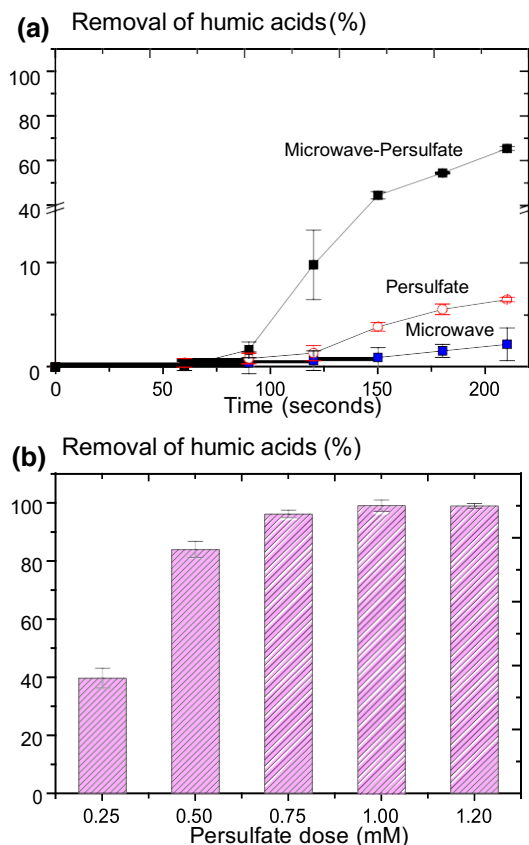 (a) Removal of humic acids (%)
100
80
60
40
10
0
Microwave-Persulfate
Persulfate
Microwave
0 50 100 150 200
Time (seconds)
(b) Removal of humic acids (%)
100
80
60
40
20
0
0.25 0.50 0.75 1.00 1.20
Persulfate dose (mM)